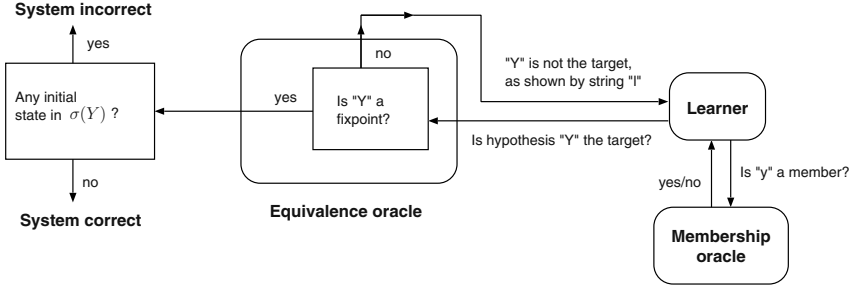 System incorrect
yes
Any initial
state in σ(Y) ?
no
System correct
yes
no
Is "Y" a
fixpoint?
Equivalence oracle
"Y" is not the target,
as shown by string "I"
Is hypothesis "Y" the target?
Learner
yes/no
Is "y" a member?
Membership
oracle